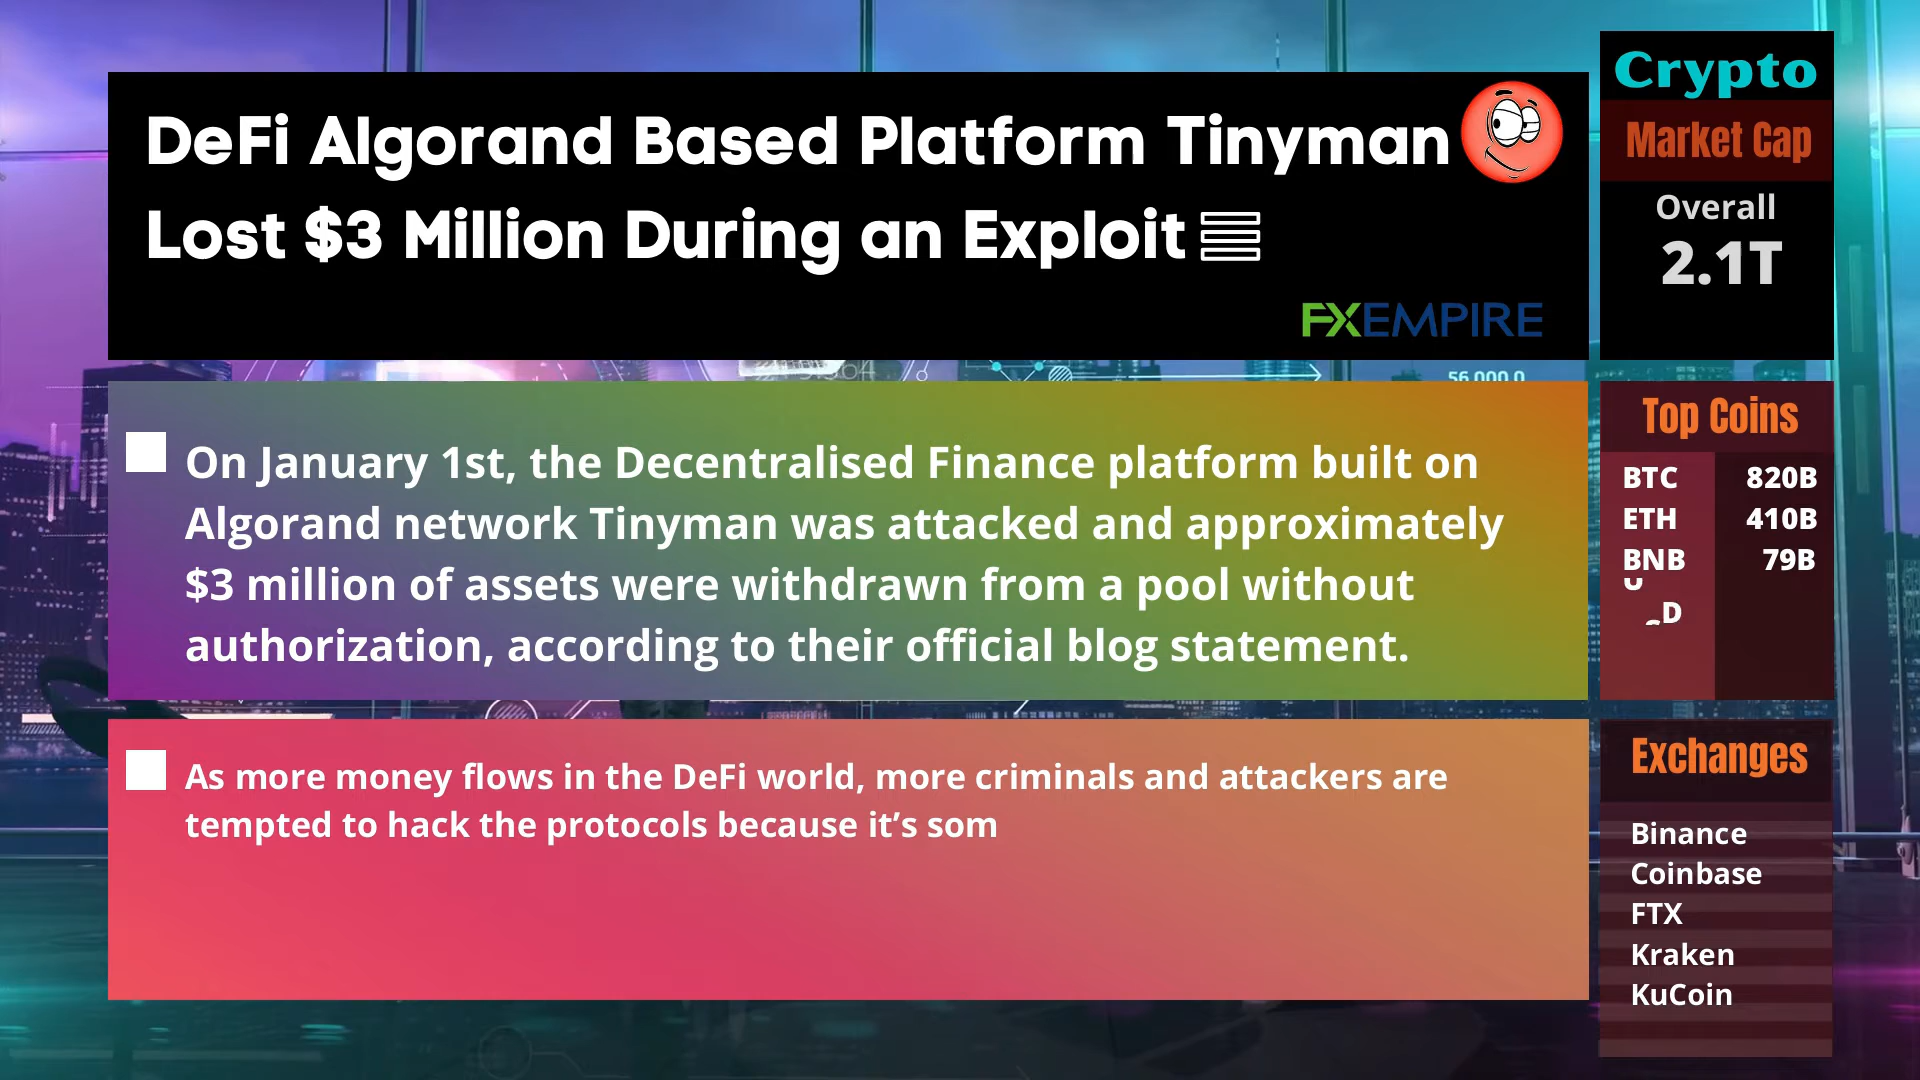 DeFi Algorand Based Platform Tinyman
Lost $3 Million During an Exploit
FXEMPIRE
On January 1st, the Decentralised Finance platform built on
Algorand network Tinyman was attacked and approximately
$3 million of assets were withdrawn from a pool without
authorization, according to their official blog statement.
As more money flows in the DeFi world, more criminals and attackers are
tempted to hack the protocols because it’s som
Crypto
Market Cap
Overall
2.1T
Top Coins
BTC 820B
ETH 410B
BNB 79B
Exchanges
Binance
Coinbase
FTX
Kraken
KuCoin
56,000.0